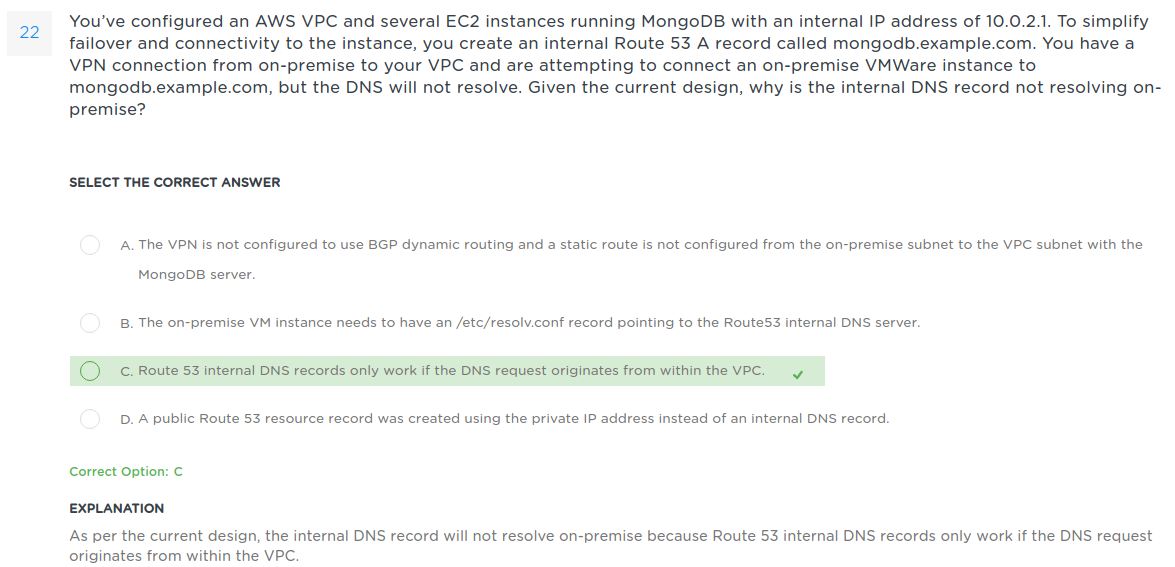 22
You’ve configured an AWS VPC and several EC2 instances running MongoDB with an internal IP address of 10.0.2.1. To simplify
failover and connectivity to the instance, you create an internal Route 53 A record called mongodb.example.com. You have a
VPN connection from on-premise to your VPC and are attempting to connect an on-premise VMWare instance to
mongodb.example.com, but the DNS will not resolve. Given the current design, why is the internal DNS record not resolving on-
premise?
SELECT THE CORRECT ANSWER
A. The VPN is not configured to use BGP dynamic routing and a static route is not configured from the on-premise subnet to the VPC subnet with the
MongoDB server.
B. The on-premise VM instance needs to have an /etc/resolv.conf record pointing to the Route53 internal DNS server.
C. Route 53 internal DNS records only work if the DNS request originates from within the VPC.
D. A public Route 53 resource record was created using the private IP address instead of an internal DNS record.
Correct Option: C
EXPLANATION
As per the current design, the internal DNS record will not resolve on-premise because Route 53 internal DNS records only work if the DNS request
originates from within the VPC.